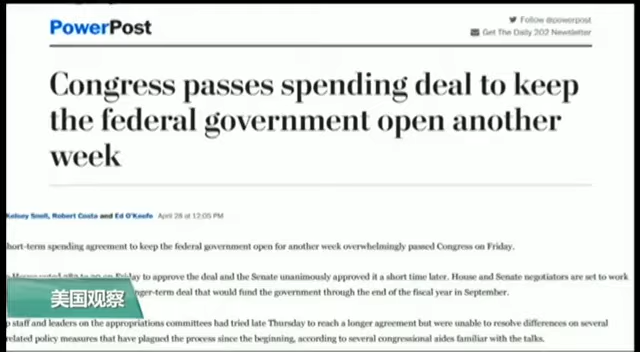 PowerPost
Follow @powerpost
Get The Daily 202 Newsletter
Congress passes spending deal to keep
the federal government open another
week
Kelsey Snell, Robert Costa and Ed O'Keefe April 28 at 12:05 PM
hort-term spending agreement to keep the federal government open for another week overwhelmingly passed Congress on Friday.
on Friday to approve the deal and the Senate unanimously approved it a short time later. House and Senate negotiators are set to work
nger-term deal that would fund the government through the end of the fiscal year in September.
美国观察
p staff and leaders on the appropriations committees had tried late Thursday to reach a longer agreement but were unable to resolve differences on several
related policy measures that have plagued the process since the beginning, according to several congressional aides familiar with the talks.